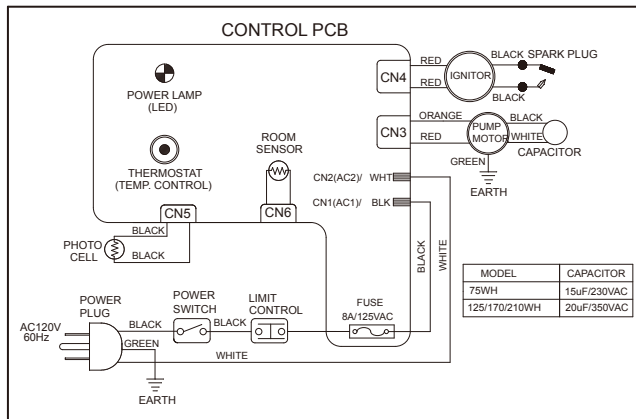 CONTROL PCB
POWER LAMP
(LED)
THERMOSTAT
(TEMP. CONTROL)
ROOM
SENSOR
CN4
RED
RED
IGNITOR
BLACK
SPARK PLUG
BLACK
CN3
ORANGE
RED
PUMP
MOTOR
BLACK
WHITE
CAPACITOR
GREEN
EARTH
CN2(AC2)/ WHT
CN1(AC1)/ BLK
CN5
CN6
BLACK
BLACK
PHOTO
CELL
BLACK
WHITE
MODEL CAPACITOR
75WH 15uF/230VAC
125/170/210WH 20uF/350VAC
POWER
PLUG
AC120V
60Hz
BLACK
GREEN
POWER
SWITCH
BLACK
LIMIT
CONTROL
FUSE
8A/125VAC
WHITE
EARTH